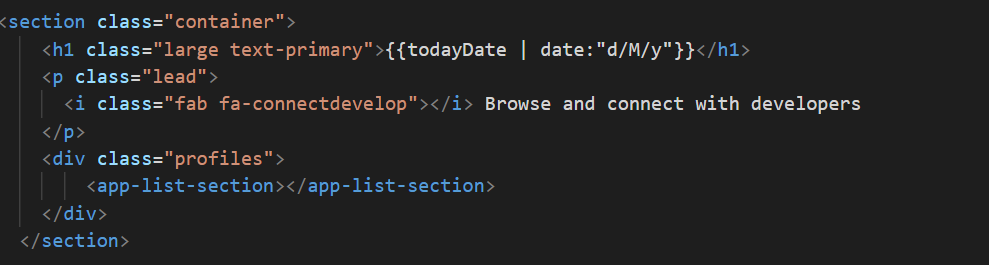 <section class="container">
<h1 class="large text-primary">{{todayDate | date:"d/M/y"}}</h1>
<p class="lead">
<i class="fab fa-connectdevelop"></i> Browse and connect with developers
</p>
<div class="profiles">
<app-list-section></app-list-section>
</div>
</section>